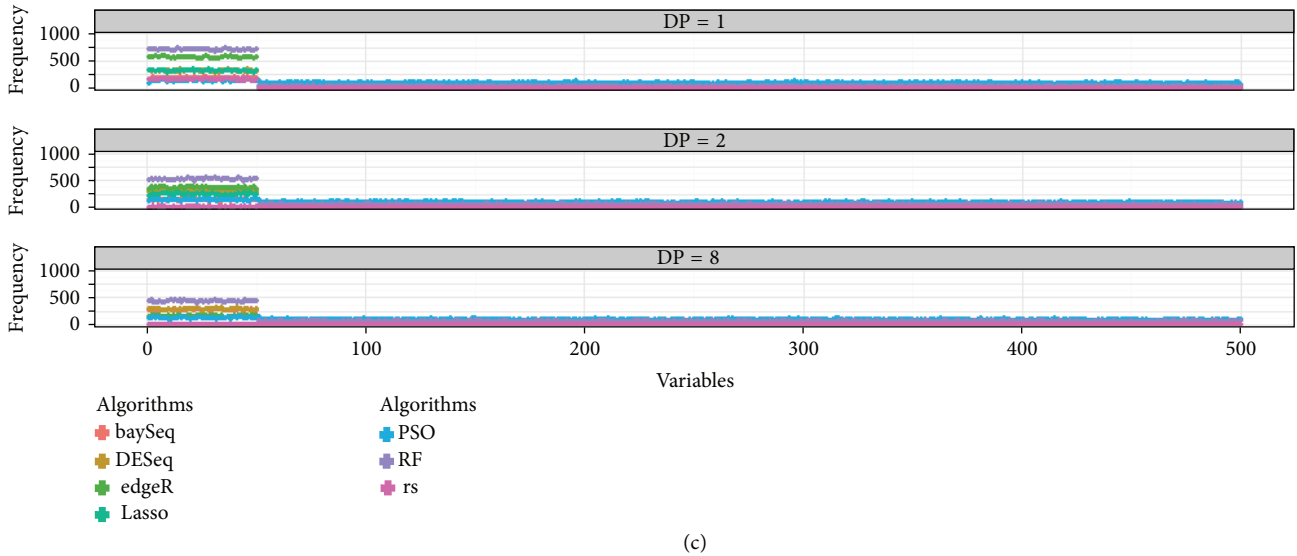 DP = 1
Frequency
1000
500
0
DP = 2
Frequency
1000
500
0
DP = 8
Frequency
1000
500
0
0 100 200 300 400 500
Variables
Algorithms
baySeq
DESeq
edgeR
Lasso
Algorithms
PSO
RF
rs
(c)